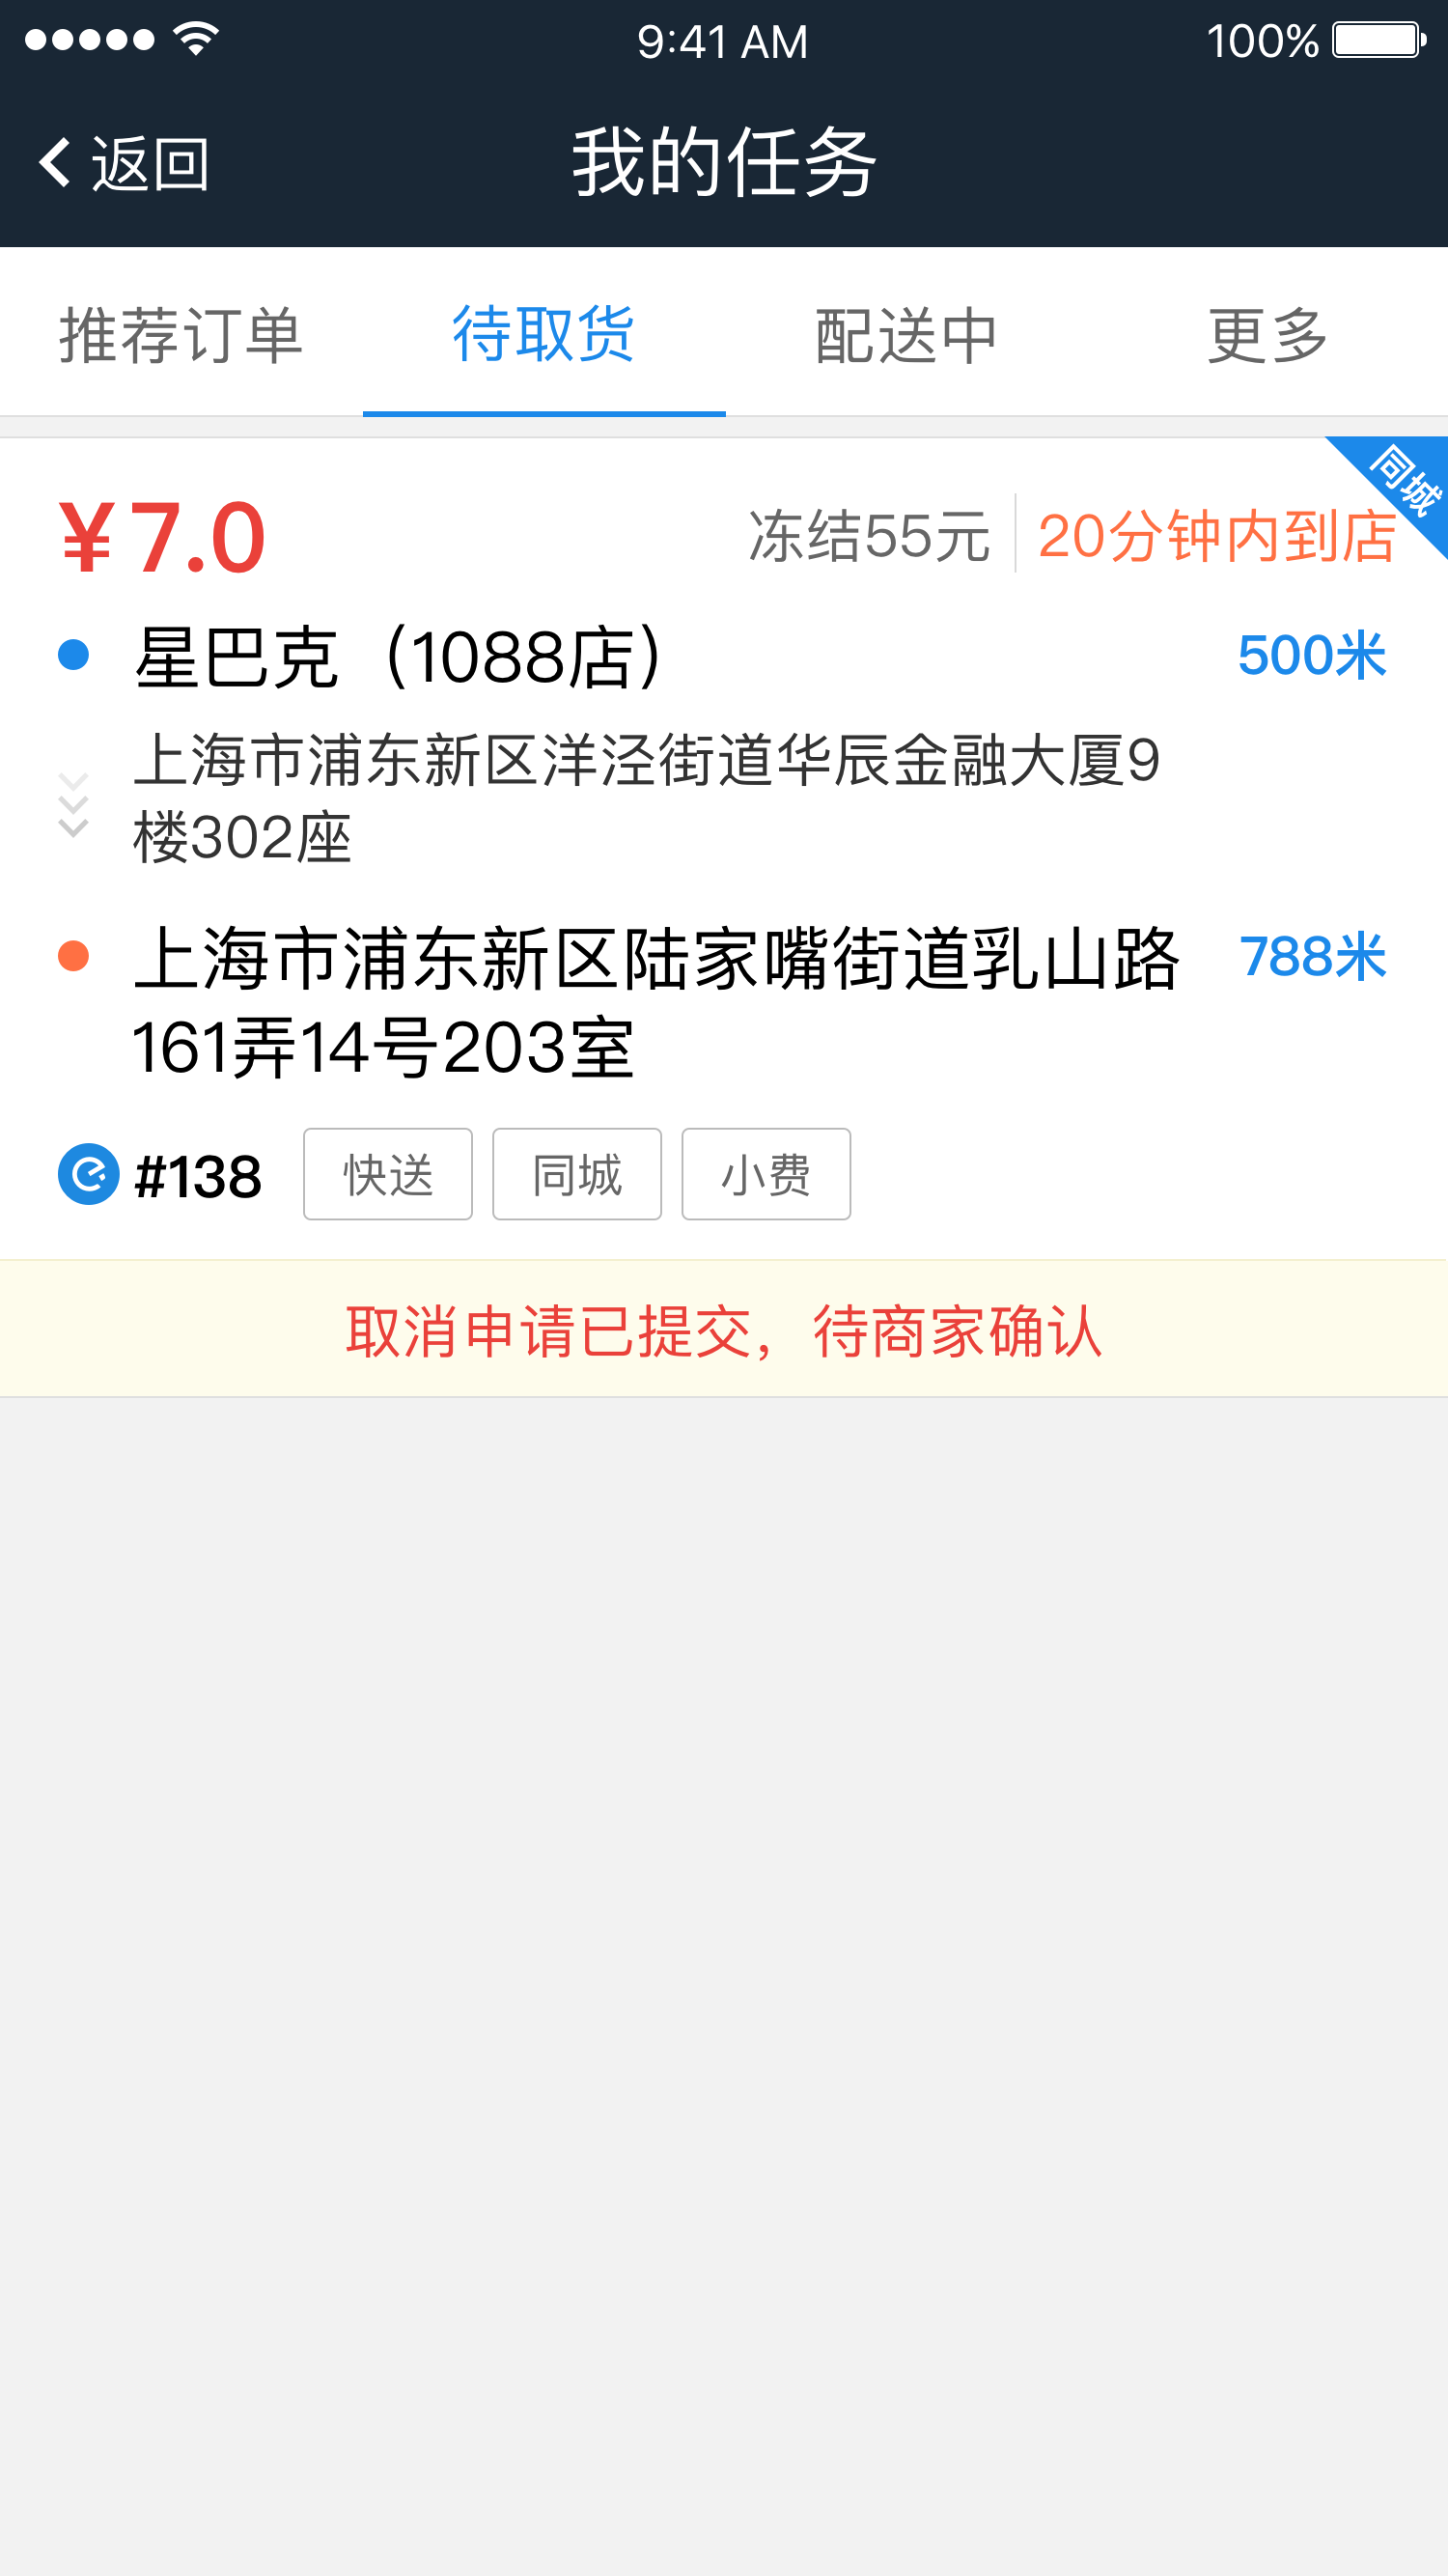 9:41 AM
100%
返回
我的任务
推荐订单
待取货
配送中
更多
同城
¥7.0
冻结55元
20分钟内到店
星巴克（1088店）
500米
上海市浦东新区洋泾街道华辰金融大厦9
楼302座
上海市浦东新区陆家嘴街道乳山路
788米
161弄14号203室
#138
快送
同城
小费
取消申请已提交，待商家确认